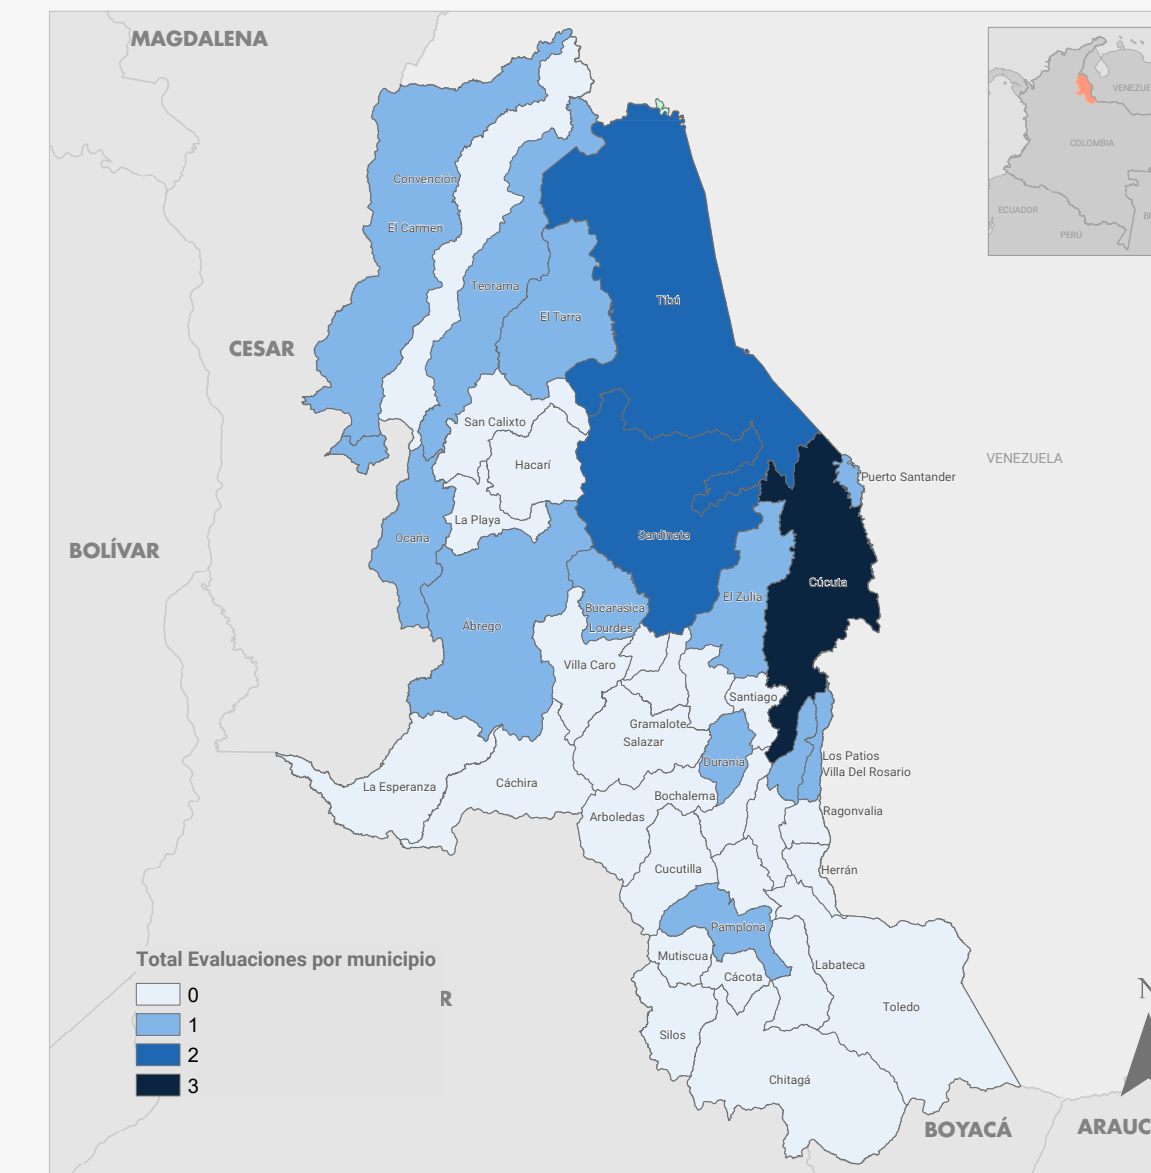 MAGDALENA
VENEZUE
COLOMBIA
ECUADOR
PERÚ
Convención
El Carmen
Teorama
Tibú
El Tarra
CESAR
San Calixto
Hacarí
VENEZUELA
Puerto Santander
La Playa
Ocaña
Sardinata
BOLÍVAR
Cúcuta
El Zulia
Bucarasica
Ábrego
Lourdes
Villa Caro
Santiago
Gramalote
Salazar
Durania
Los Patios
Villa Del Rosario
La Esperanza
Cáchira
Bochalema
Arboledas
Ragonvalia
Cucutilla
Herrán
Pamplona
Mutiscua
Cácota
Labateca
Toledo
Silos
Chitagá
Total Evaluaciones por municipio
0
1
2
3
R
N
BOYACÁ
ARAUC